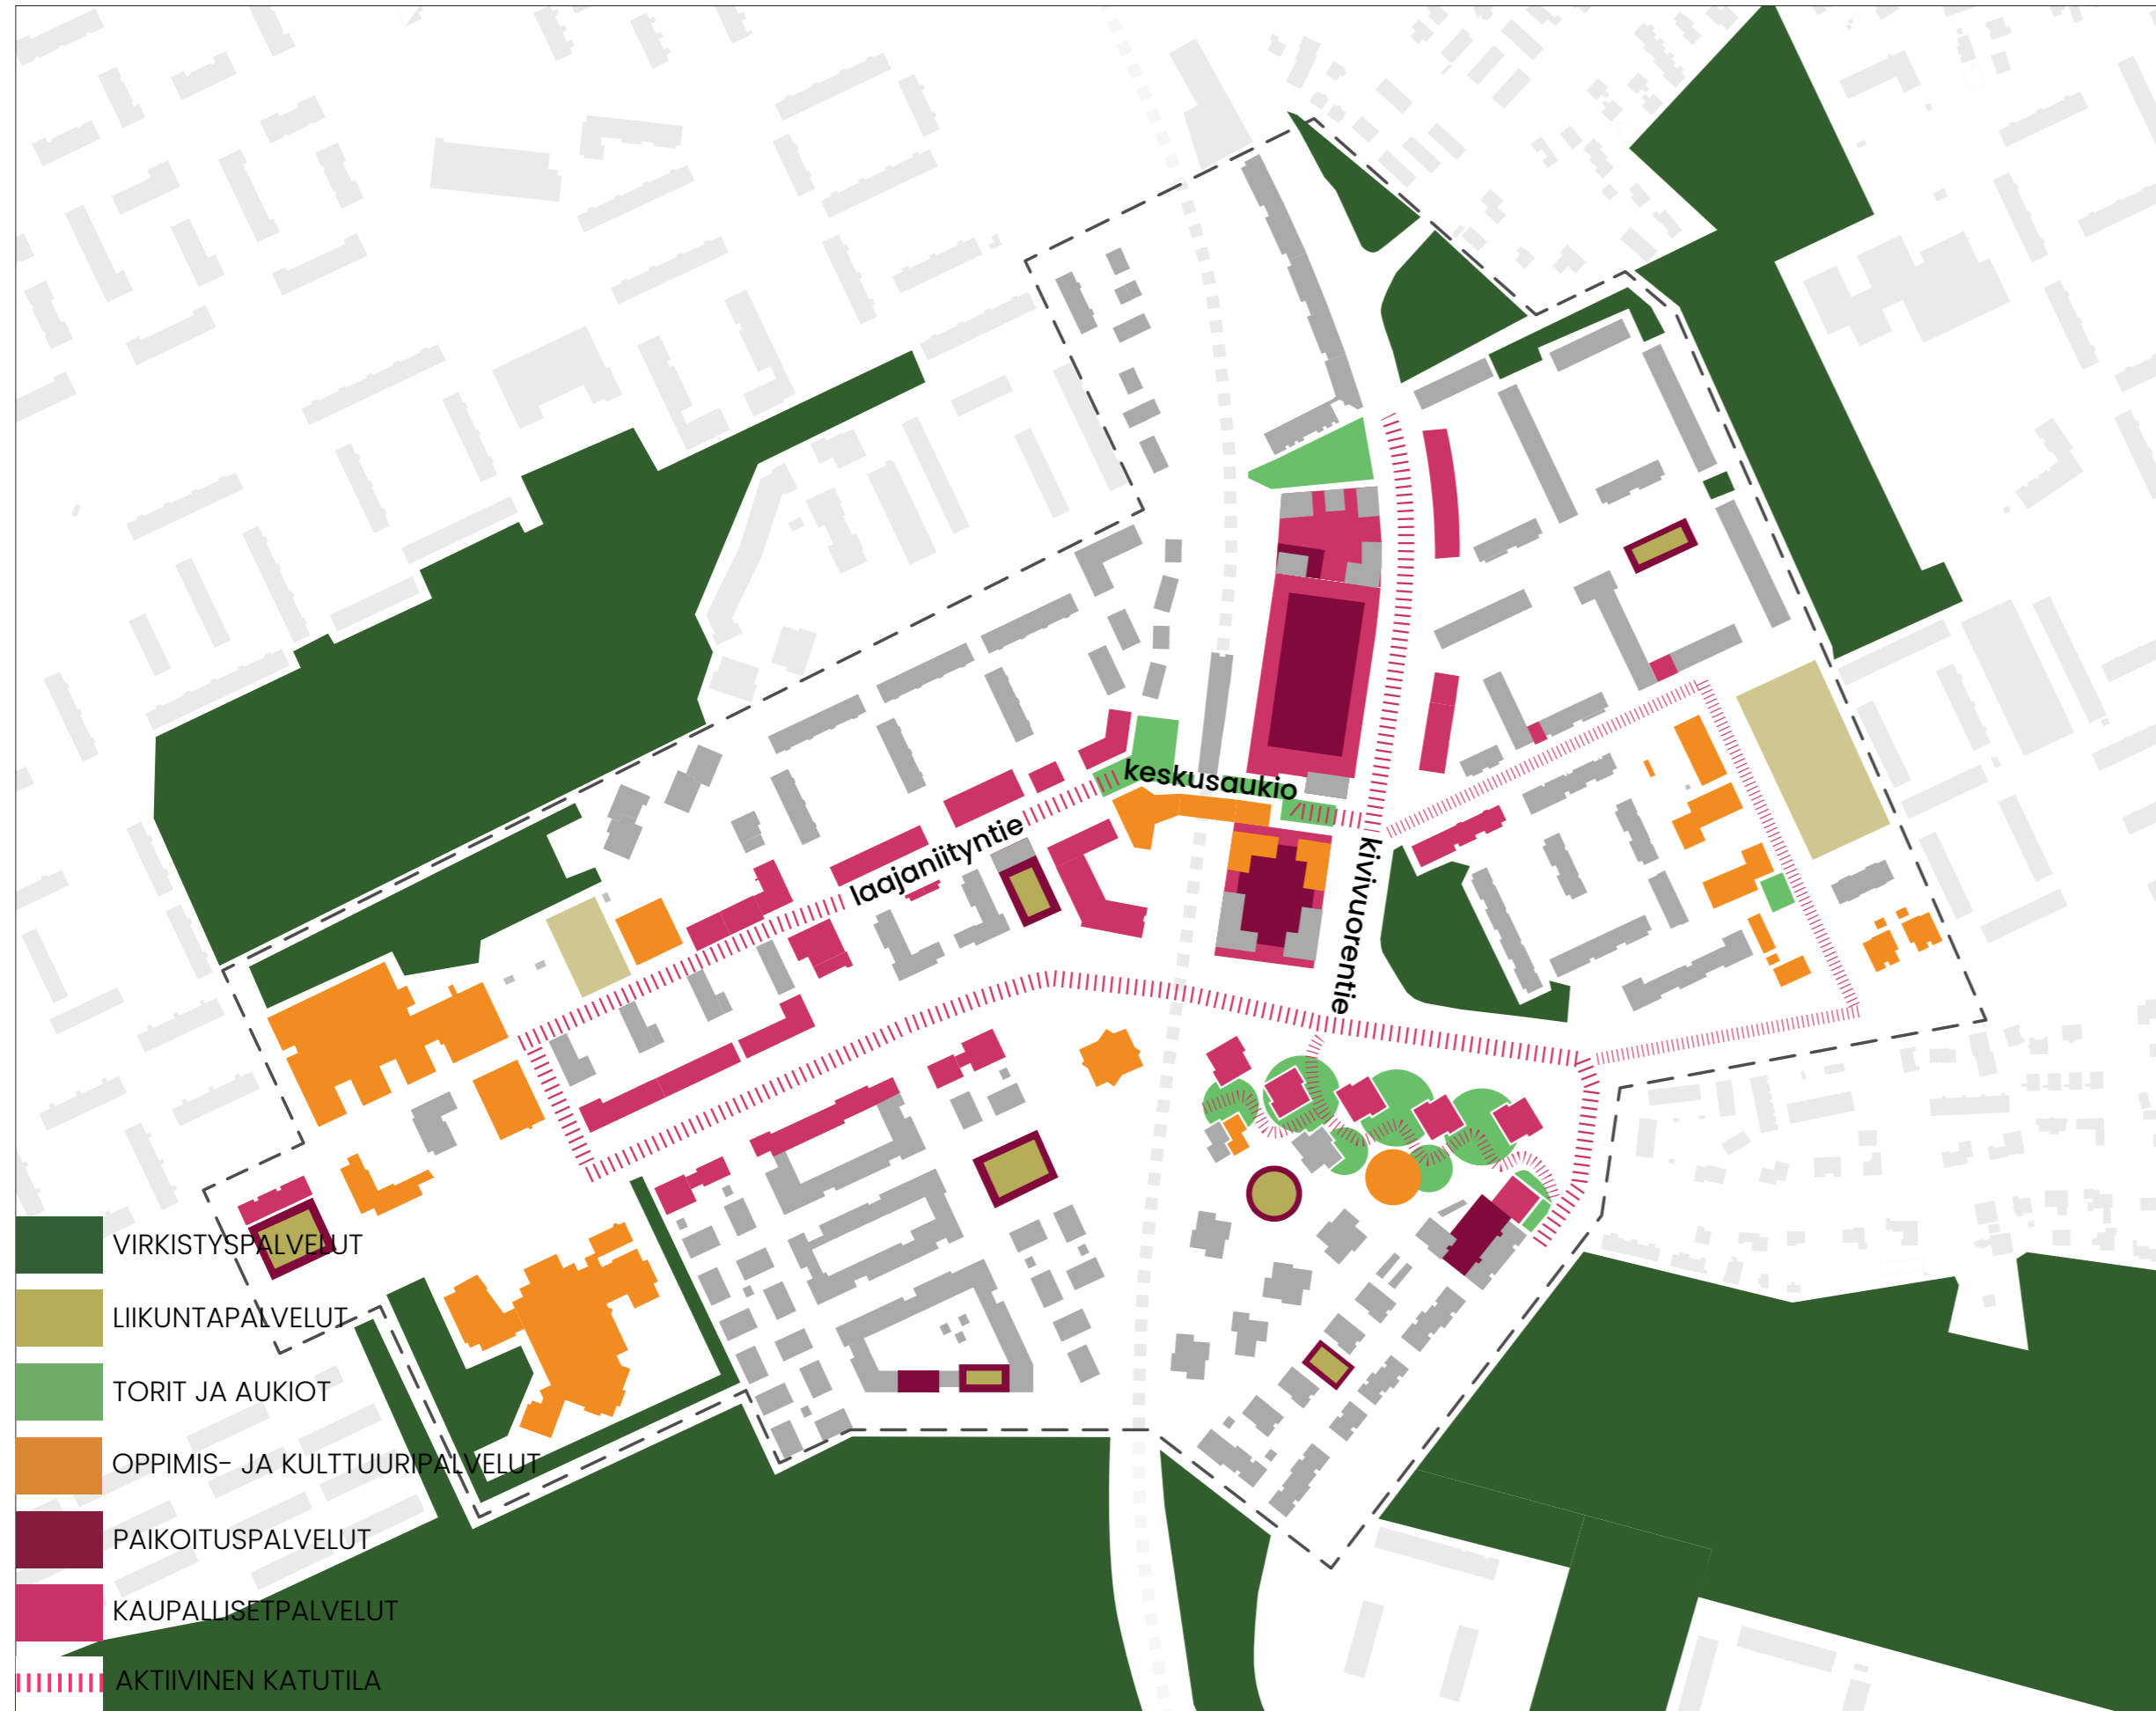 keskusaukio
laajaniityntie
kivivuorentie
VIRKISTYSPALVELUT
LIIKUNTAPALVELUT
TORIT JA AUKIOT
OPPIMIS- JA KULTTUURIPALVELUT
PAIKOITUSPALVELUT
KAUPALLISETPALVELUT
AKTIIVINEN KATUTILA